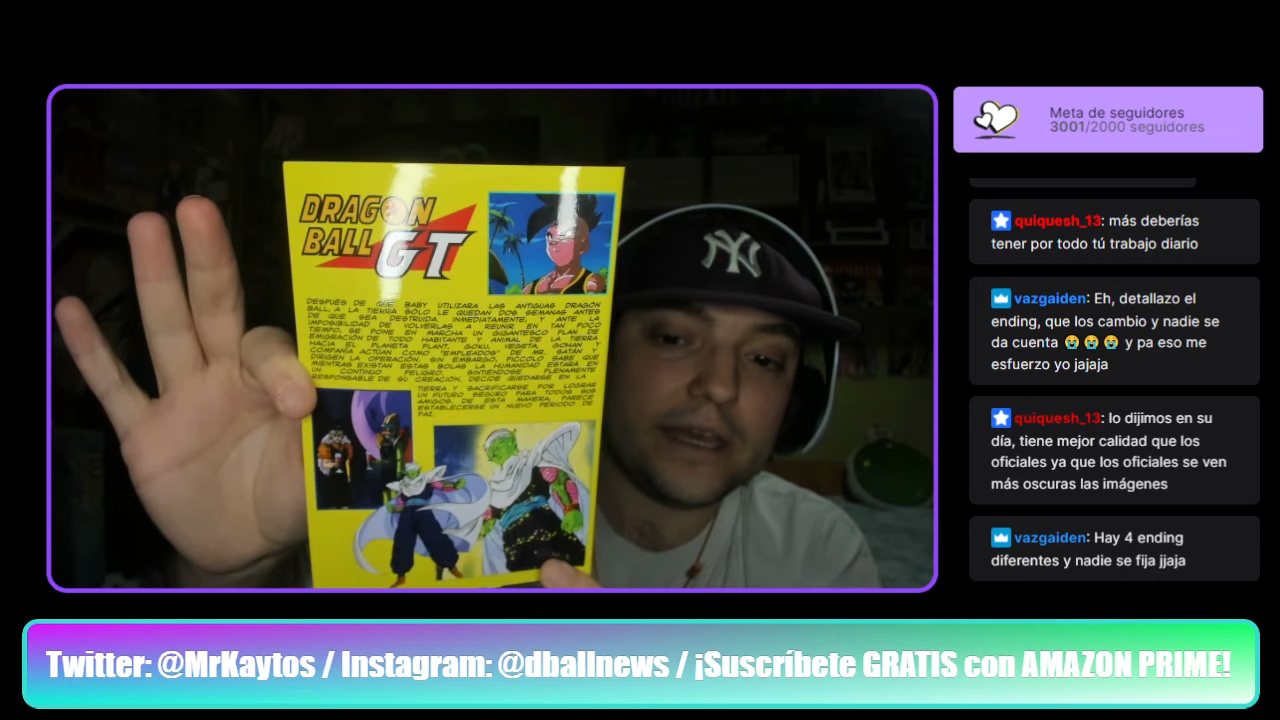 DRAGON
BALL GT
DESPUÉS DE QUE BABY UTILIZARA LAS ANTIGUAS DRAGON
BALL, A LA TIERRA SÓLO LE QUEDAN DOS SEMANAS ANTES
DE QUE SEA DESTRUIDA. INMEDIATAMENTE, Y ANTE LA
IMPOSIBILIDAD DE VOLVERLAS A REUNIR EN TAN POCO
TIEMPO, SE PONE EN MARCHA UN GIGANTESCO PLAN DE
EMIGRACIÓN DE TODO HABITANTE Y ANIMAL DE LA TIERRA
HACIA EL PLANETA PLANT. GOKU, VEGETA, GOHAN Y
COMPAÑÍA ACTÚAN COMO "EMPLEADOS" DE MR. SATÁN Y
DIRIGEN LA OPERACIÓN. SIN EMBARGO, PICCOLO SABE QUE
MIENTRAS EXISTAN ESTAS BOLAS LA HUMANIDAD ESTARÁ EN
UN CONTINUO PELIGRO. SINTIÉNDOSE PLENAMENTE
RESPONSABLE DE SU CREACIÓN, DECIDE QUEDARSE EN LA
TIERRA Y SACRIFICARSE POR LOGRAR
UN FUTURO SEGURO PARA TODOS SUS
AMIGOS. DE ESTA MANERA, PARECE
ESTABLECERSE UN NUEVO PERIODO DE
PAZ.
NY
Meta de seguidores
3001/2000 seguidores
quiquesh_13: más deberías
tener por todo tú trabajo diario
vazgaiden: Eh, detallazo el
ending, que los cambio y nadie se
da cuenta 😭😭😭 y pa eso me
esfuerzo yo jajaja
quiquesh_13: lo dijimos en su
día, tiene mejor calidad que los
oficiales ya que los oficiales se ven
más oscuras las imágenes
vazgaiden: Hay 4 ending
diferentes y nadie se fija jjaja
Twitter: @MrKaytos / Instagram: @dballnews / ¡Suscríbete GRATIS con AMAZON PRIME!